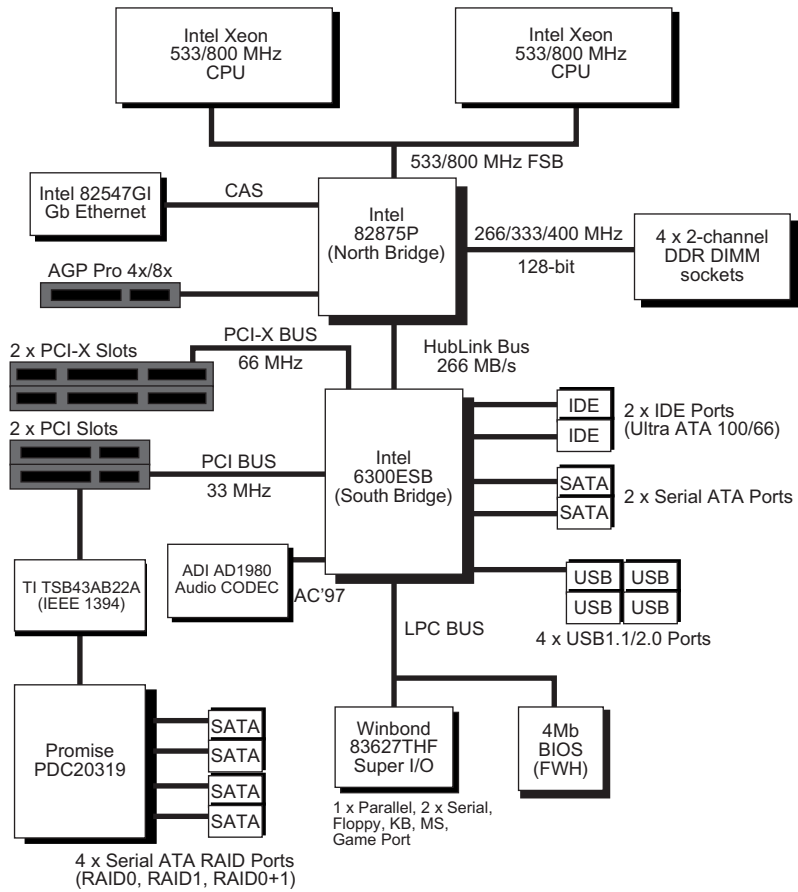 Intel Xeon
533/800 MHz
CPU
Intel Xeon
533/800 MHz
CPU
533/800 MHz FSB
Intel 82547GI
Gb Ethernet
CAS
Intel
82875P
(North Bridge)
266/333/400 MHz
128-bit
4 x 2-channel
DDR DIMM
sockets
AGP Pro 4x/8x
PCI-X BUS
66 MHz
HubLink Bus
266 MB/s
2 x PCI-X Slots
2 x PCI Slots
PCI BUS
33 MHz
Intel
6300ESB
(South Bridge)
IDE
IDE
2 x IDE Ports
(Ultra ATA 100/66)
SATA
SATA
2 x Serial ATA Ports
TI TSB43AB22A
(IEEE 1394)
ADI AD1980
Audio CODEC
AC'97
USB
USB
USB
USB
4 x USB1.1/2.0 Ports
LPC BUS
Promise
PDC20319
SATA
SATA
SATA
SATA
4 x Serial ATA RAID Ports
(RAID0, RAID1, RAID0+1)
Winbond
83627THF
Super I/O
1 x Parallel, 2 x Serial,
Floppy, KB, MS,
Game Port
4Mb
BIOS
(FWH)